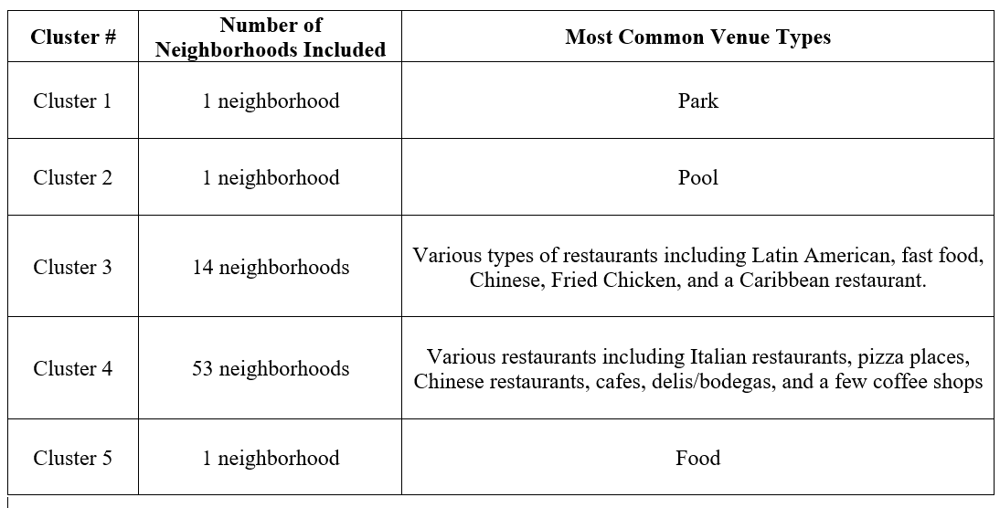 Cluster #
Number of
Neighborhoods Included
Most Common Venue Types
Cluster 1
1 neighborhood
Park
Cluster 2
1 neighborhood
Pool
Cluster 3
14 neighborhoods
Various types of restaurants including Latin American, fast food,
Chinese, Fried Chicken, and a Caribbean restaurant.
Cluster 4
53 neighborhoods
Various restaurants including Italian restaurants, pizza places,
Chinese restaurants, cafes, delis/bodegas, and a few coffee shops
Cluster 5
1 neighborhood
Food